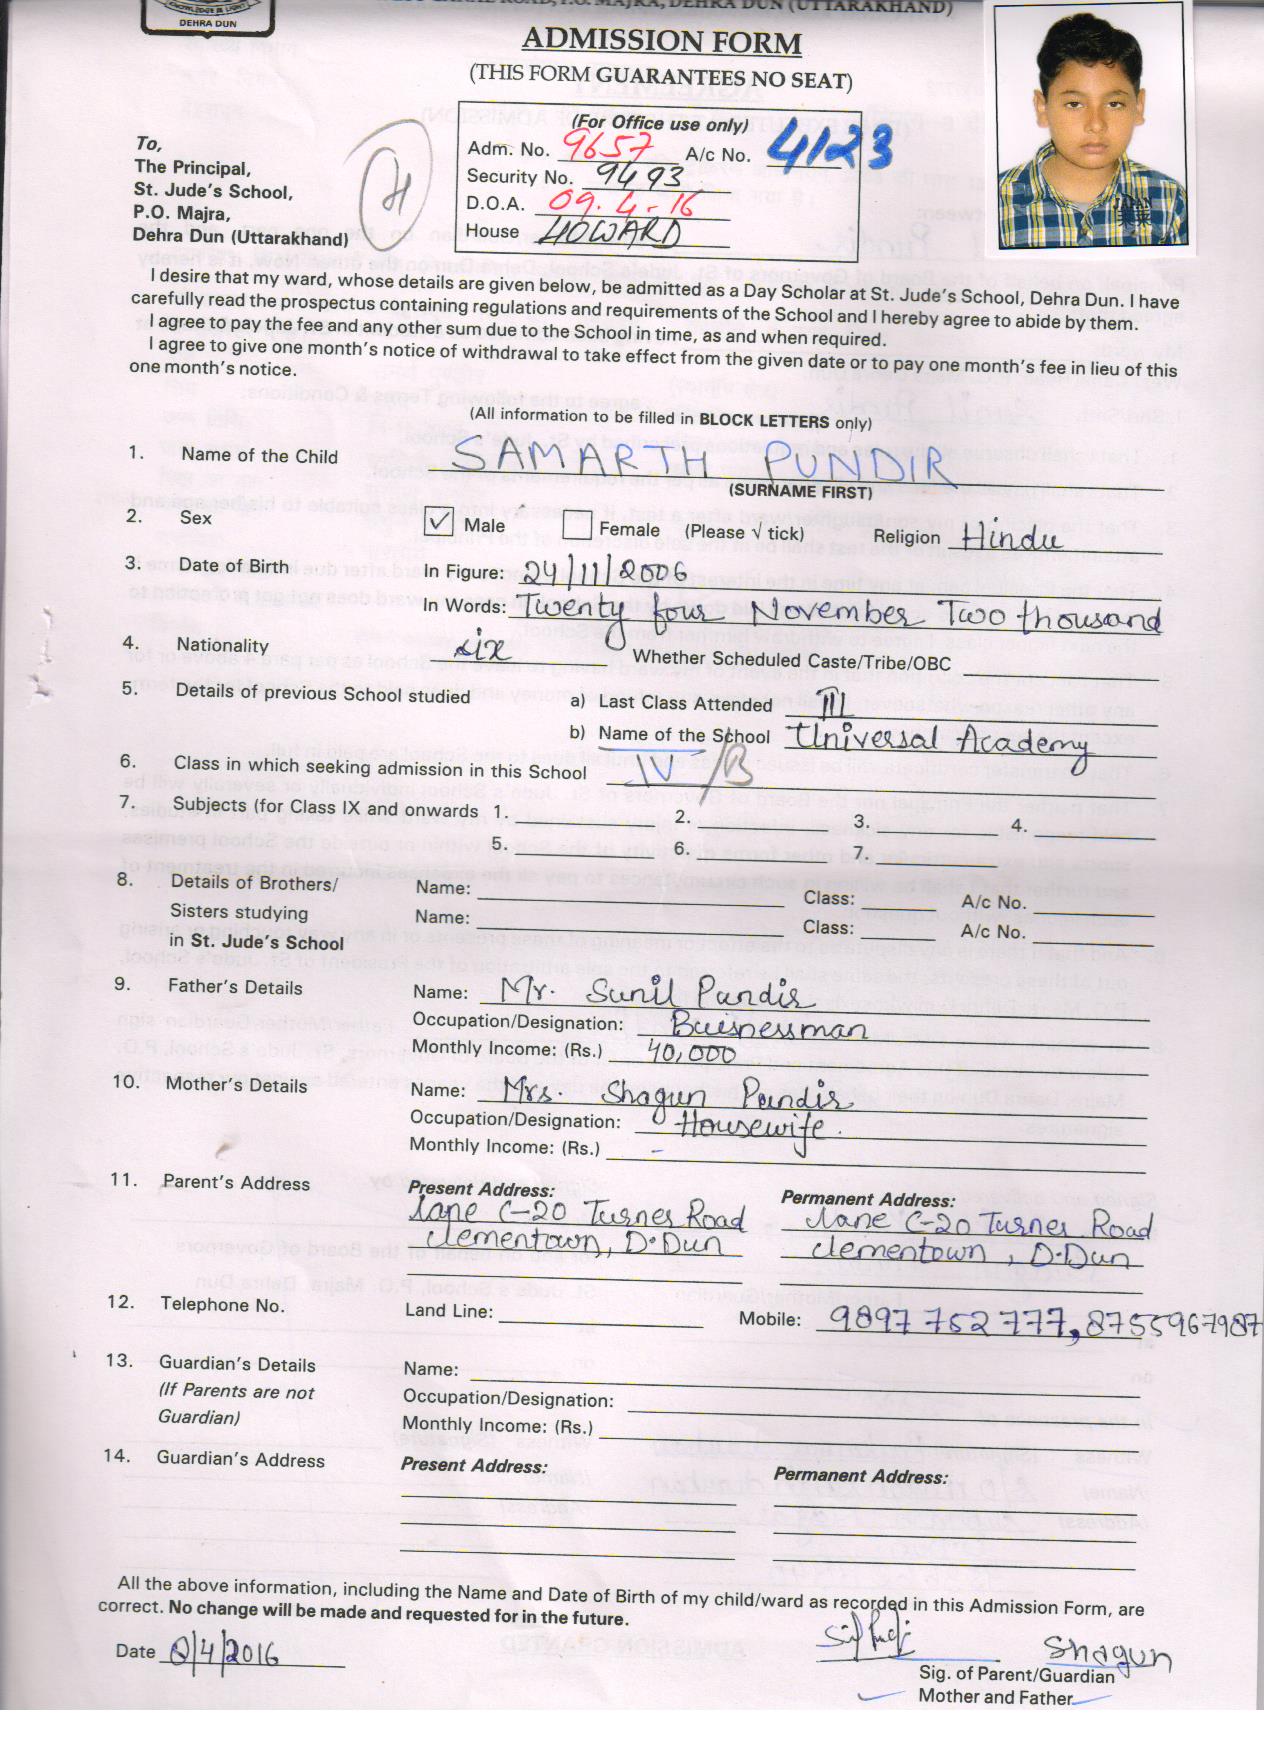 DEHRA DUN
ROAD, P.O. MAJRA, DEHRA DUN (UTTARAKHAND)
ADMISSION FORM
(THIS FORM GUARANTEES NO SEAT)
(For Office use only)
Adm. No. 9657 A/c No. 4123
Security No. 9493
D.O.A. 09.4-16
House HOWARD
H
To,
The Principal,
St. Jude's School,
P.O. Majra,
Dehra Dun (Uttarakhand)
JAPAN
I desire that my ward, whose details are given below, be admitted as a Day Scholar at St. Jude's School, Dehra Dun. I have
carefully read the prospectus containing regulations and requirements of the School and I hereby agree to abide by them.
I agree to pay the fee and any other sum due to the School in time, as and when required.
I agree to give one month's notice of withdrawal to take effect from the given date or to pay one month's fee in lieu of this
one month's notice.
(All information to be filled in BLOCK LETTERS only)
1. Name of the Child SAMARTH PUNDIR
(SURNAME FIRST)
2. Sex ✓ Male Female (Please √ tick) Religion Hindu
3. Date of Birth In Figure: 24/11/2006
In Words: Twenty four November Two thousand
4. Nationality six Whether Scheduled Caste/Tribe/OBC
5. Details of previous School studied a) Last Class Attended III
b) Name of the School Universal Academy
6. Class in which seeking admission in this School IV/B
7. Subjects (for Class IX and onwards 1. 2. 3. 4.
5. 6. 7.
8. Details of Brothers/ Name: Class: A/c No.
Sisters studying Name: Class: A/c No.
in St. Jude's School
9. Father's Details Name: Mr. Sunil Pundir
Occupation/Designation: Buisnessman
Monthly Income: (Rs.) 40,000
10. Mother's Details Name: Mrs. Shagun Pundir
Occupation/Designation: Housewife.
Monthly Income: (Rs.) -
11. Parent's Address Present Address: Permanent Address:
Lane C-20 Turner Road Lane C-20 Turner Road
Clementown, D.Dun Clementown, D.Dun
12. Telephone No. Land Line: Mobile: 9897752777, 8755967987
13. Guardian's Details Name:
(If Parents are not Occupation/Designation:
Guardian) Monthly Income: (Rs.)
14. Guardian's Address Present Address: Permanent Address:
All the above information, including the Name and Date of Birth of my child/ward as recorded in this Admission Form, are
correct. No change will be made and requested for in the future.
Date 8/4/2016 Shagun
Sig. of Parent/Guardian
Mother and Father